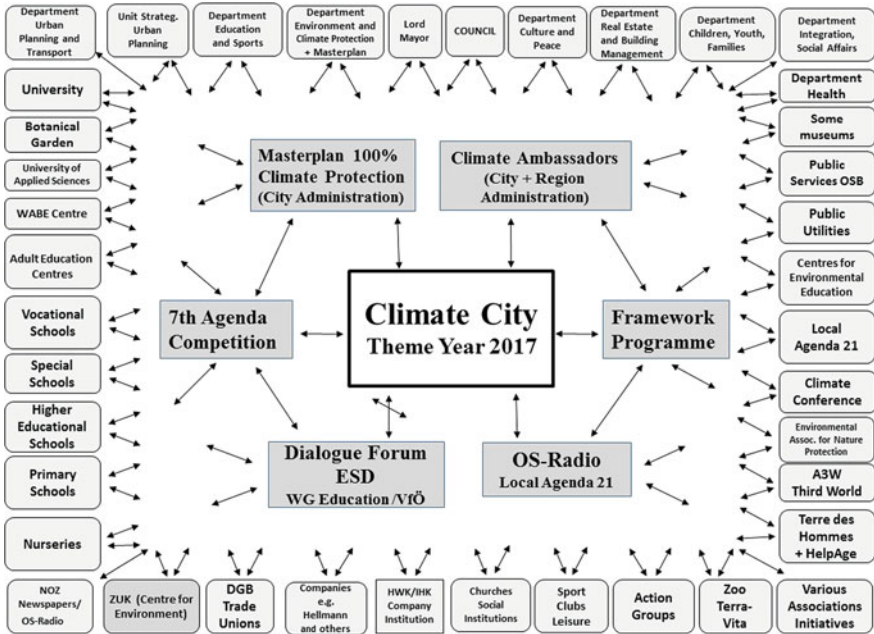 Department
Urban
Planning and
Transport
Unit Strateg.
Urban
Planning
Department
Education
and Sports
Department
Environment and
Climate Protection
+ Masterplan
Lord
Mayor
COUNCIL
Department
Culture and
Peace
Department
Real Estate
and Building
Management
Department
Children, Youth,
Families
Department
Integration,
Social Affairs
University
Botanical
Garden
University of
Applied Sciences
WABE Centre
Adult Education
Centres
Vocational
Schools
Special
Schools
Higher
Educational
Schools
Primary
Schools
Nurseries
Masterplan 100%
Climate Protection
(City Administration)
Climate Ambassadors
(City + Region
Administration)
7th Agenda
Competition
Climate City
Theme Year 2017
Framework
Programme
Dialogue Forum
ESD
WG Education /VfÖ
OS-Radio
Local Agenda 21
Department
Health
Some
museums
Public
Services OSB
Public
Utilities
Centres for
Environmental
Education
Local
Agenda 21
Climate
Conference
Environmental
Assoc. for Nature
Protection
A3W
Third World
Terre des
Hommes
+ HelpAge
NOZ
Newspapers/
OS-Radio
ZUK (Centre for
Environment)
DGB
Trade
Unions
Companies
e.g.
Hellmann
and others
HWK/IHK
Company
Institution
Churches
Social
Institutions
Sport
Clubs
Leisure
Action
Groups
Zoo
Terra-
Vita
Various
Associations
Initiatives